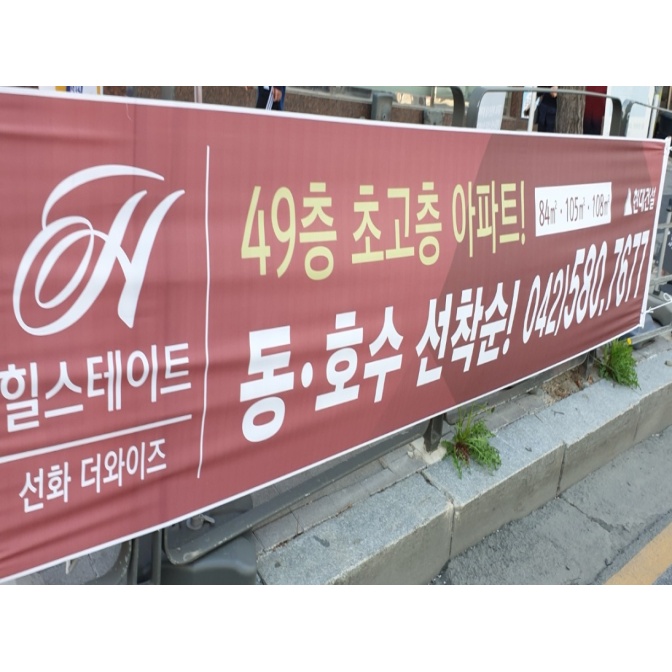 H
힐스테이트
선화 더와이즈
49층 초고층 아파트!
84㎡·105㎡·108㎡
현대건설
동·호수 선착순! 042)580.7677